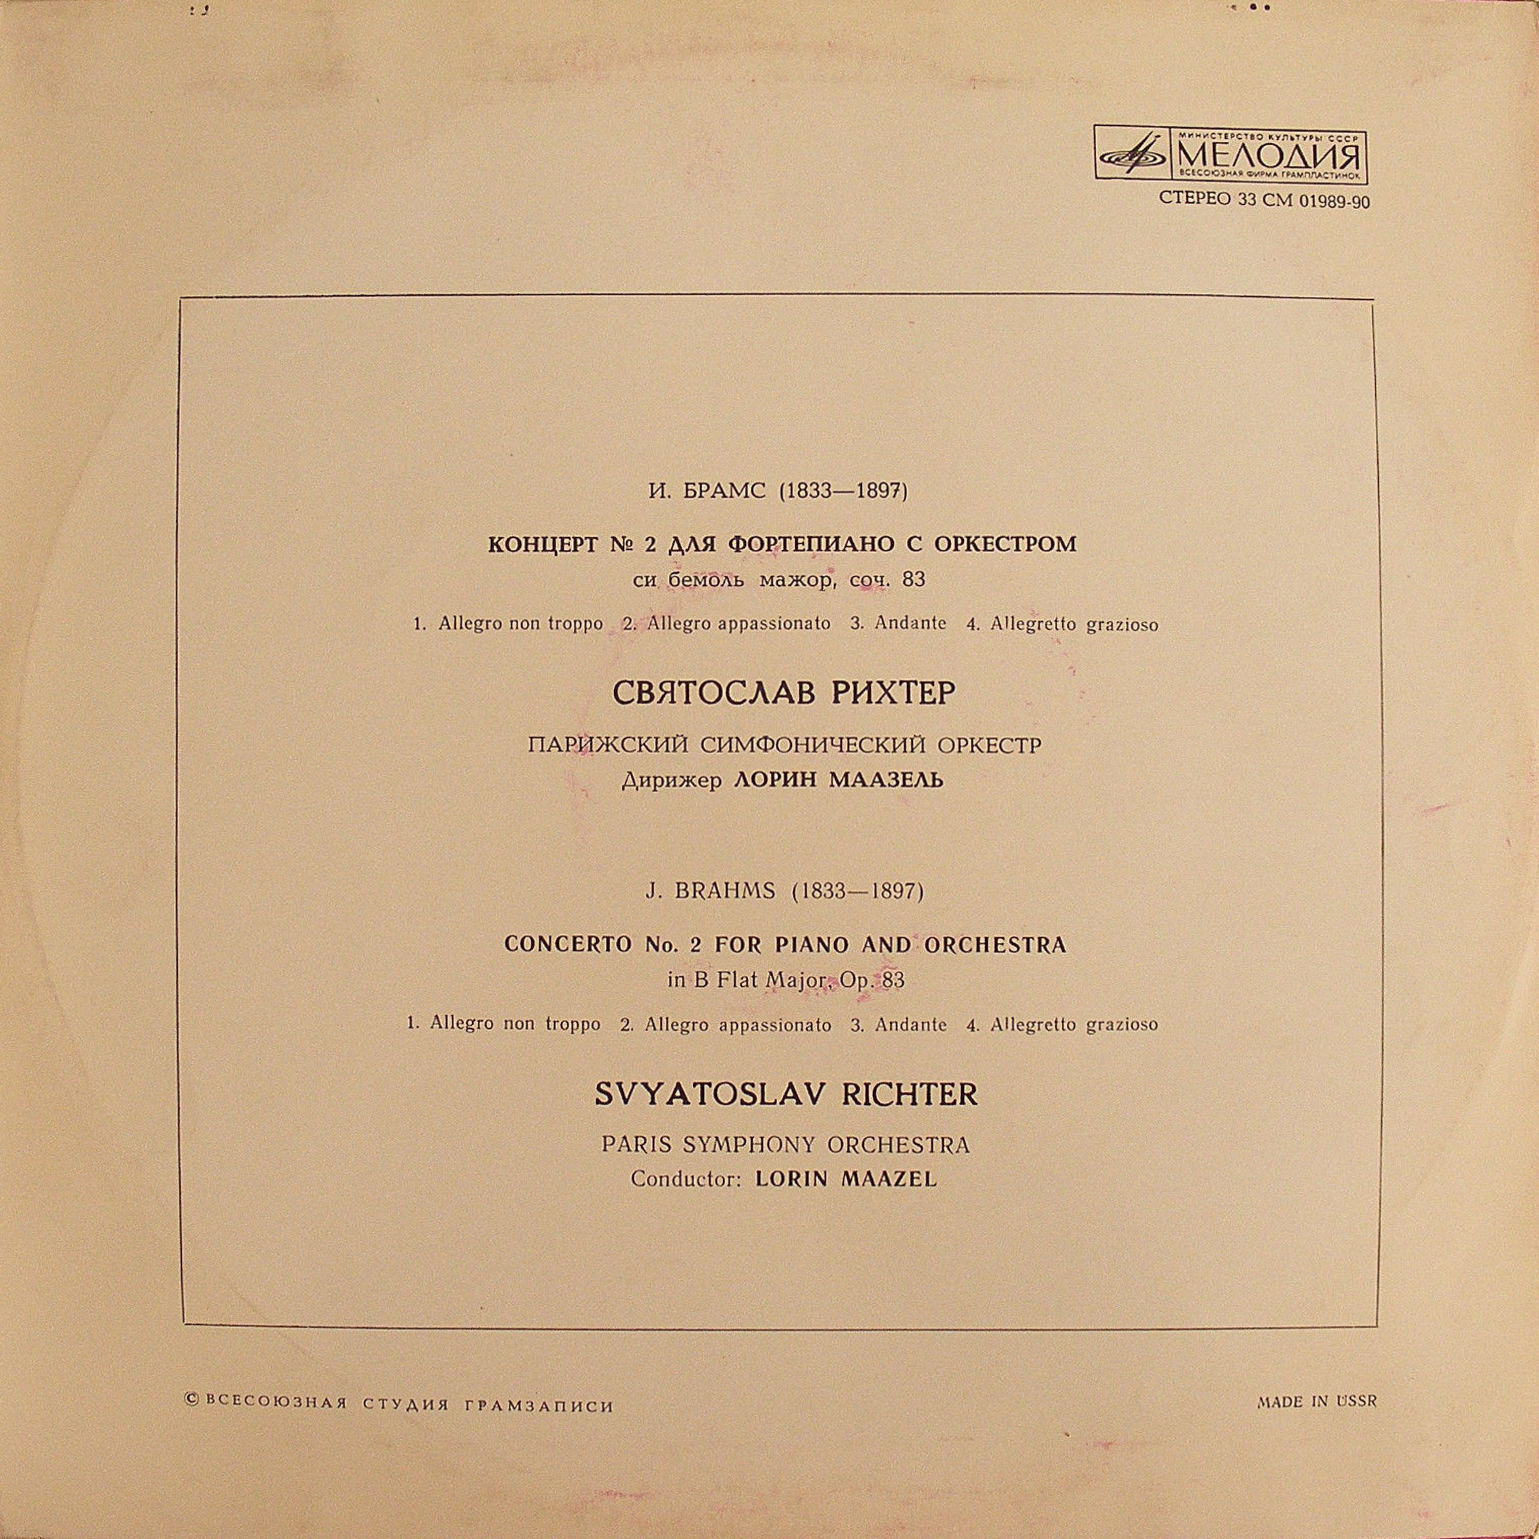 МИНИСТЕРСТВО КУЛЬТУРЫ СССР
МЕЛОДИЯ
ВСЕСОЮЗНАЯ ФИРМА ГРАМПЛАСТИНОК
СТЕРЕО 33 СМ 01989-90
И. БРАМС (1833—1897)
КОНЦЕРТ № 2 ДЛЯ ФОРТЕПИАНО С ОРКЕСТРОМ
си бемоль мажор, соч. 83
1. Allegro non troppo 2. Allegro appassionato 3. Andante 4. Allegretto grazioso
СВЯТОСЛАВ РИХТЕР
ПАРИЖСКИЙ СИМФОНИЧЕСКИЙ ОРКЕСТР
Дирижер ЛОРИН МААЗЕЛЬ
J. BRAHMS (1833—1897)
CONCERTO No. 2 FOR PIANO AND ORCHESTRA
in B Flat Major, Op. 83
1. Allegro non troppo 2. Allegro appassionato 3. Andante 4. Allegretto grazioso
SVYATOSLAV RICHTER
PARIS SYMPHONY ORCHESTRA
Conductor: LORIN MAAZEL
© ВСЕСОЮЗНАЯ СТУДИЯ ГРАМЗАПИСИ
MADE IN USSR